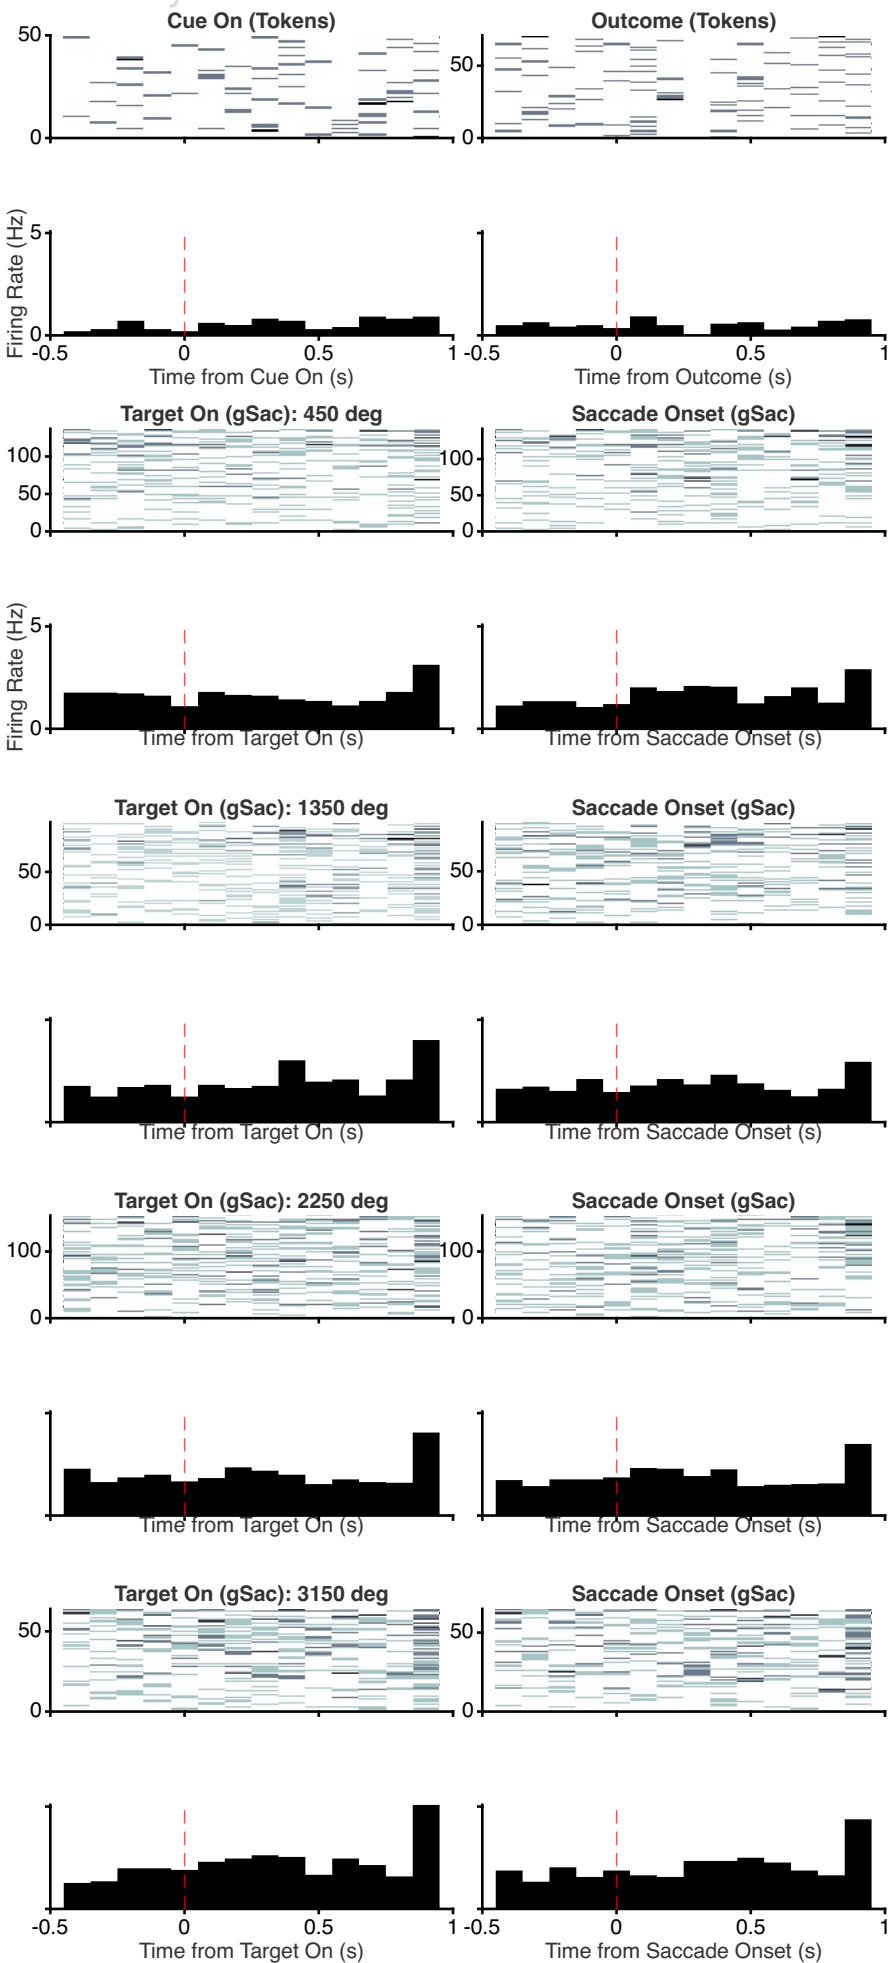 Cue On (Tokens)
Outcome (Tokens)
50
0
50
0
Firing Rate (Hz)
5
0
-0.5 0 0.5 1
Time from Cue On (s)
5
0
-0.5 0 0.5 1
Time from Outcome (s)
Target On (gSac): 450 deg
Saccade Onset (gSac)
100
50
0
100
50
0
Firing Rate (Hz)
5
0
Time from Target On (s)
Time from Saccade Onset (s)
Target On (gSac): 1350 deg
Saccade Onset (gSac)
50
0
50
0
Time from Target On (s)
Time from Saccade Onset (s)
Target On (gSac): 2250 deg
Saccade Onset (gSac)
100
0
100
0
Time from Target On (s)
Time from Saccade Onset (s)
Target On (gSac): 3150 deg
Saccade Onset (gSac)
50
0
50
0
-0.5 0 0.5 1
Time from Target On (s)
-0.5 0 0.5 1
Time from Saccade Onset (s)